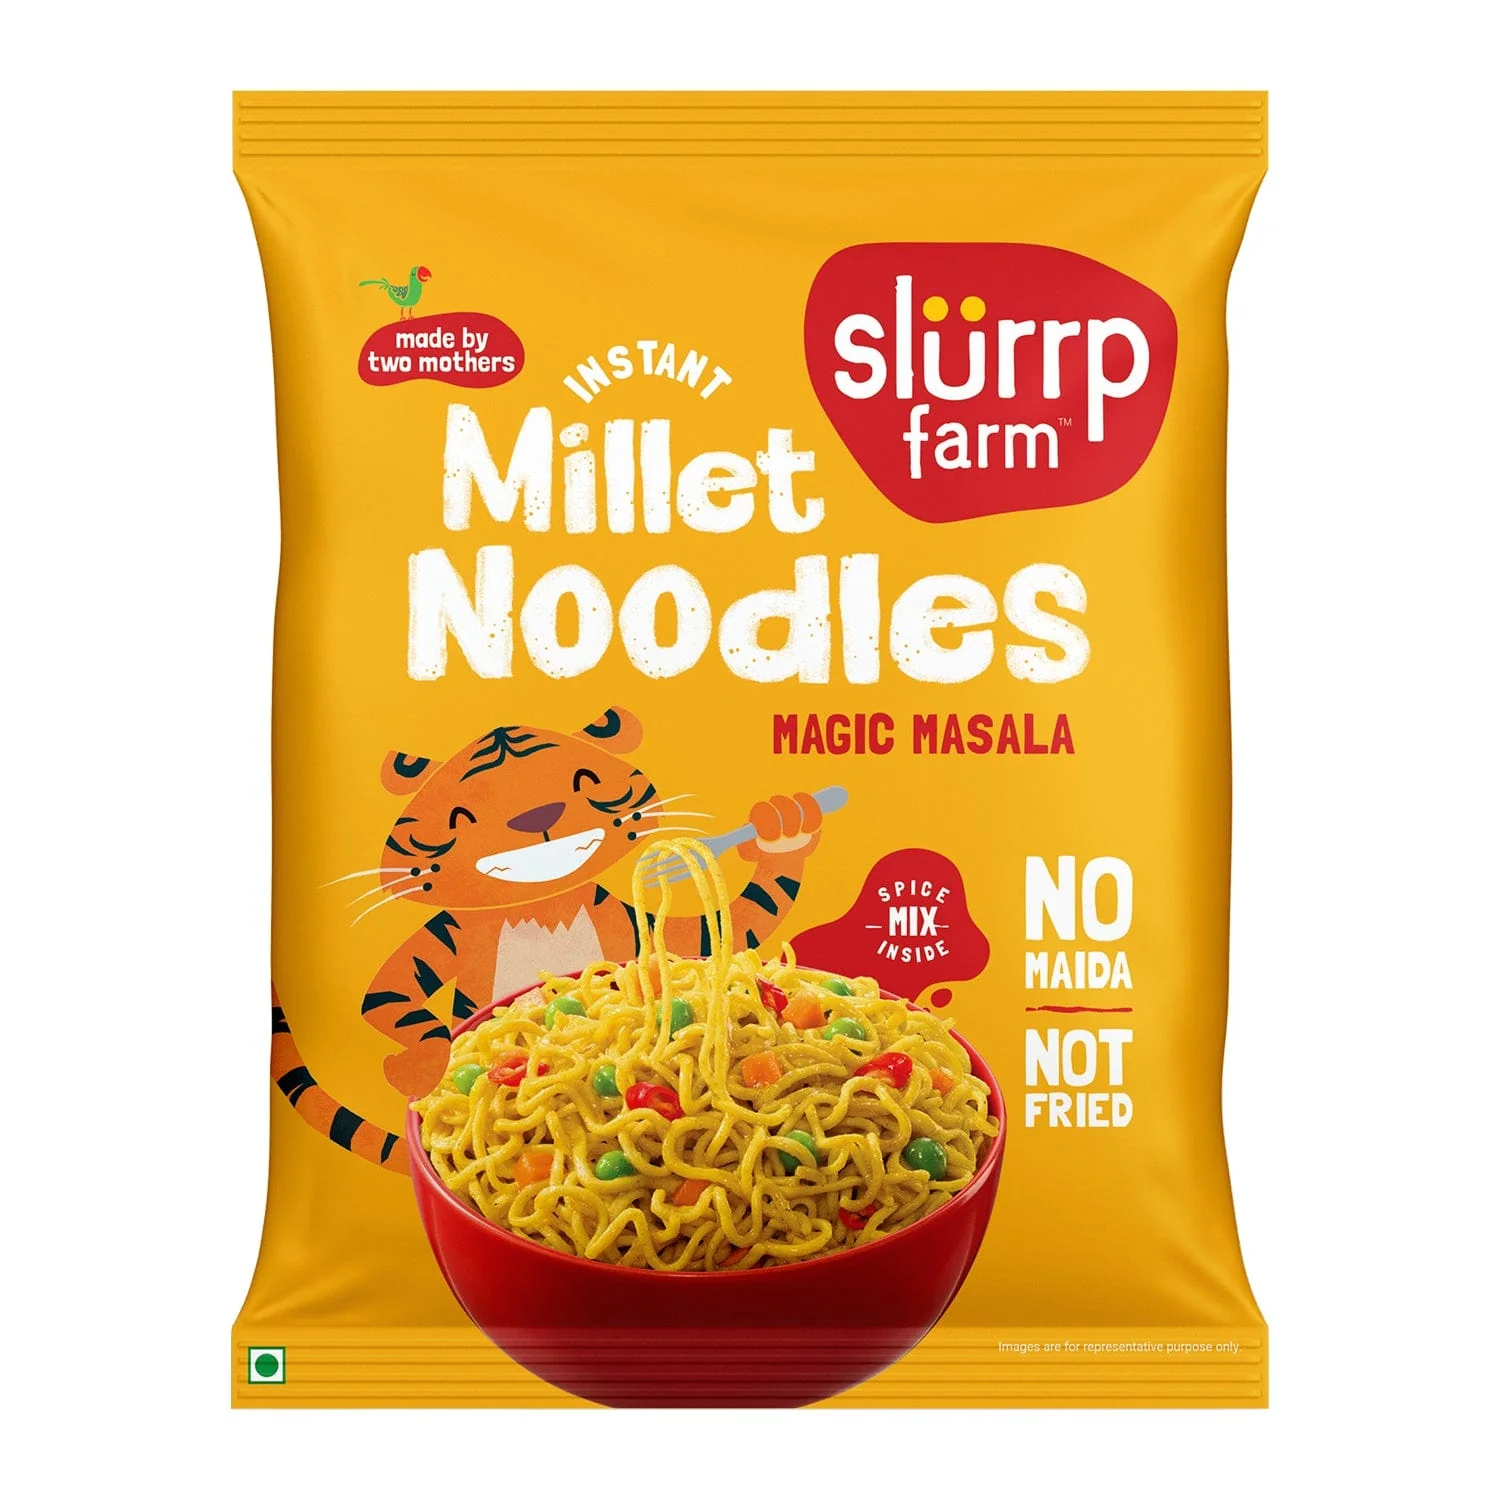 made by
two mothers
slürrp
farm™
INSTANT
Millet
NOODLES
MAGIC MASALA
SPICE
MIX
INSIDE
NO
MAIDA
NOT
FRIED
Images are for representative purpose only.